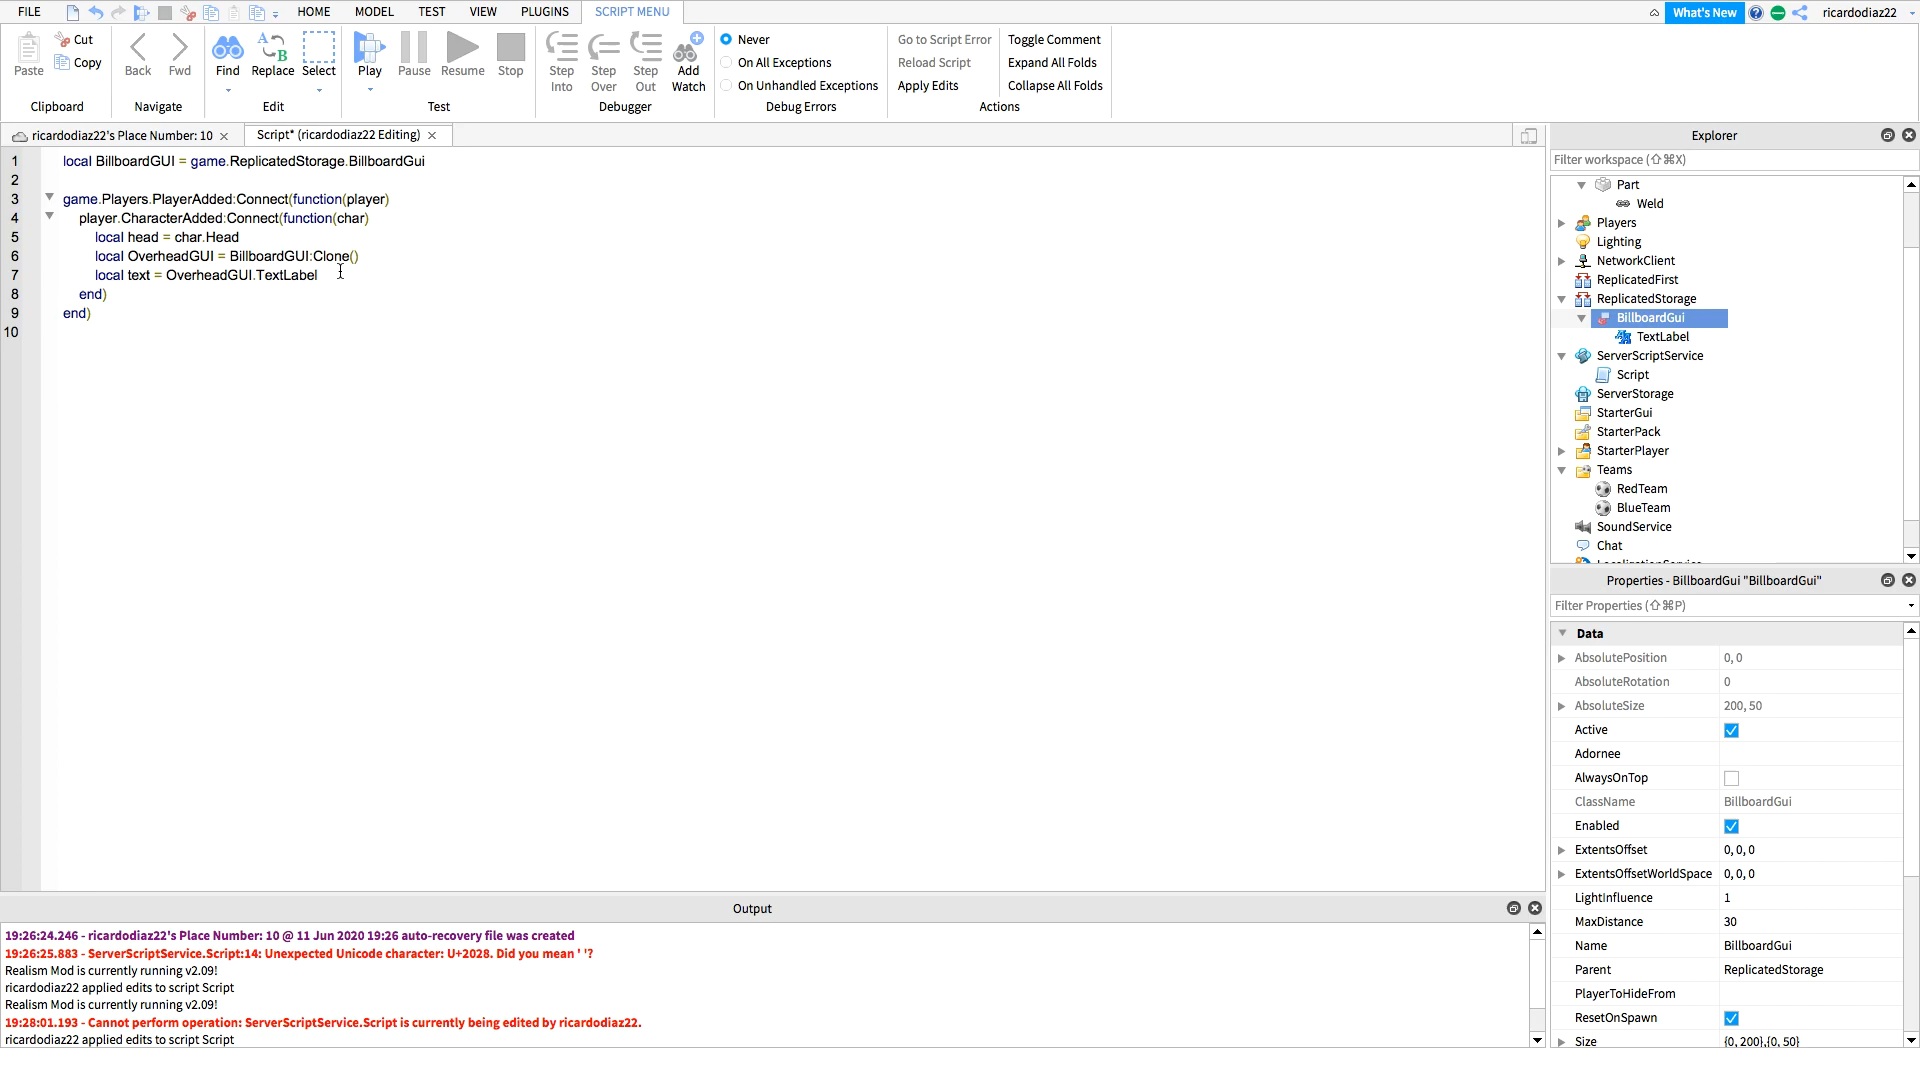 FILE HOME MODEL TEST VIEW PLUGINS SCRIPT MENU What's New ricardodiaz22
Paste Cut Copy Back Fwd Find Replace Select Play Pause Resume Stop Step Into Step Over Step Out Add Watch
Never
On All Exceptions
On Unhandled Exceptions
Go to Script Error
Reload Script
Apply Edits
Toggle Comment
Expand All Folds
Collapse All Folds
Clipboard Navigate Edit Test Debugger Debug Errors Actions
ricardodiaz22's Place Number: 10 Script* (ricardodiaz22 Editing)
1 local BillboardGUI = game.ReplicatedStorage.BillboardGui
2
3 game.Players.PlayerAdded:Connect(function(player)
4 player.CharacterAdded:Connect(function(char)
5 local head = char.Head
6 local OverheadGUI = BillboardGUI:Clone()
7 local text = OverheadGUI.TextLabel
8 end)
9 end)
10
Output
19:26:24.246 - ricardodiaz22's Place Number: 10 @ 11 Jun 2020 19:26 auto-recovery file was created
19:26:25.883 - ServerScriptService.Script:14: Unexpected Unicode character: U+2028. Did you mean ' '?
Realism Mod is currently running v2.09!
ricardodiaz22 applied edits to script Script
Realism Mod is currently running v2.09!
19:28:01.193 - Cannot perform operation: ServerScriptService.Script is currently being edited by ricardodiaz22.
ricardodiaz22 applied edits to script Script
Explorer
Filter workspace (⇧⌘X)
Part
Weld
Players
Lighting
NetworkClient
ReplicatedFirst
ReplicatedStorage
BillboardGui
TextLabel
ServerScriptService
Script
ServerStorage
StarterGui
StarterPack
StarterPlayer
Teams
RedTeam
BlueTeam
SoundService
Chat
Properties - BillboardGui "BillboardGui"
Filter Properties (⇧⌘P)
Data
AbsolutePosition 0, 0
AbsoluteRotation 0
AbsoluteSize 200, 50
Active
Adornee
AlwaysOnTop
ClassName BillboardGui
Enabled
ExtentsOffset 0, 0, 0
ExtentsOffsetWorldSpace 0, 0, 0
LightInfluence 1
MaxDistance 30
Name BillboardGui
Parent ReplicatedStorage
PlayerToHideFrom
ResetOnSpawn
Size {0, 200},{0, 50}